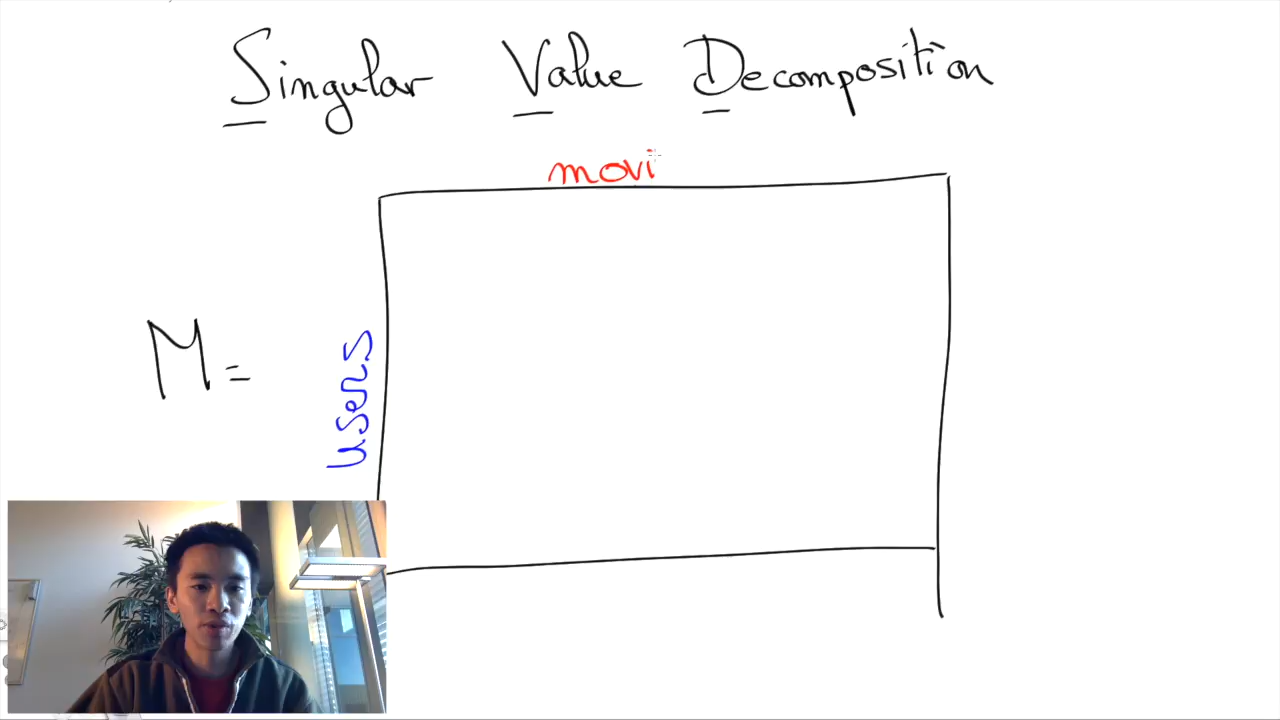 Singular Value Decomposition
movi
M =
users